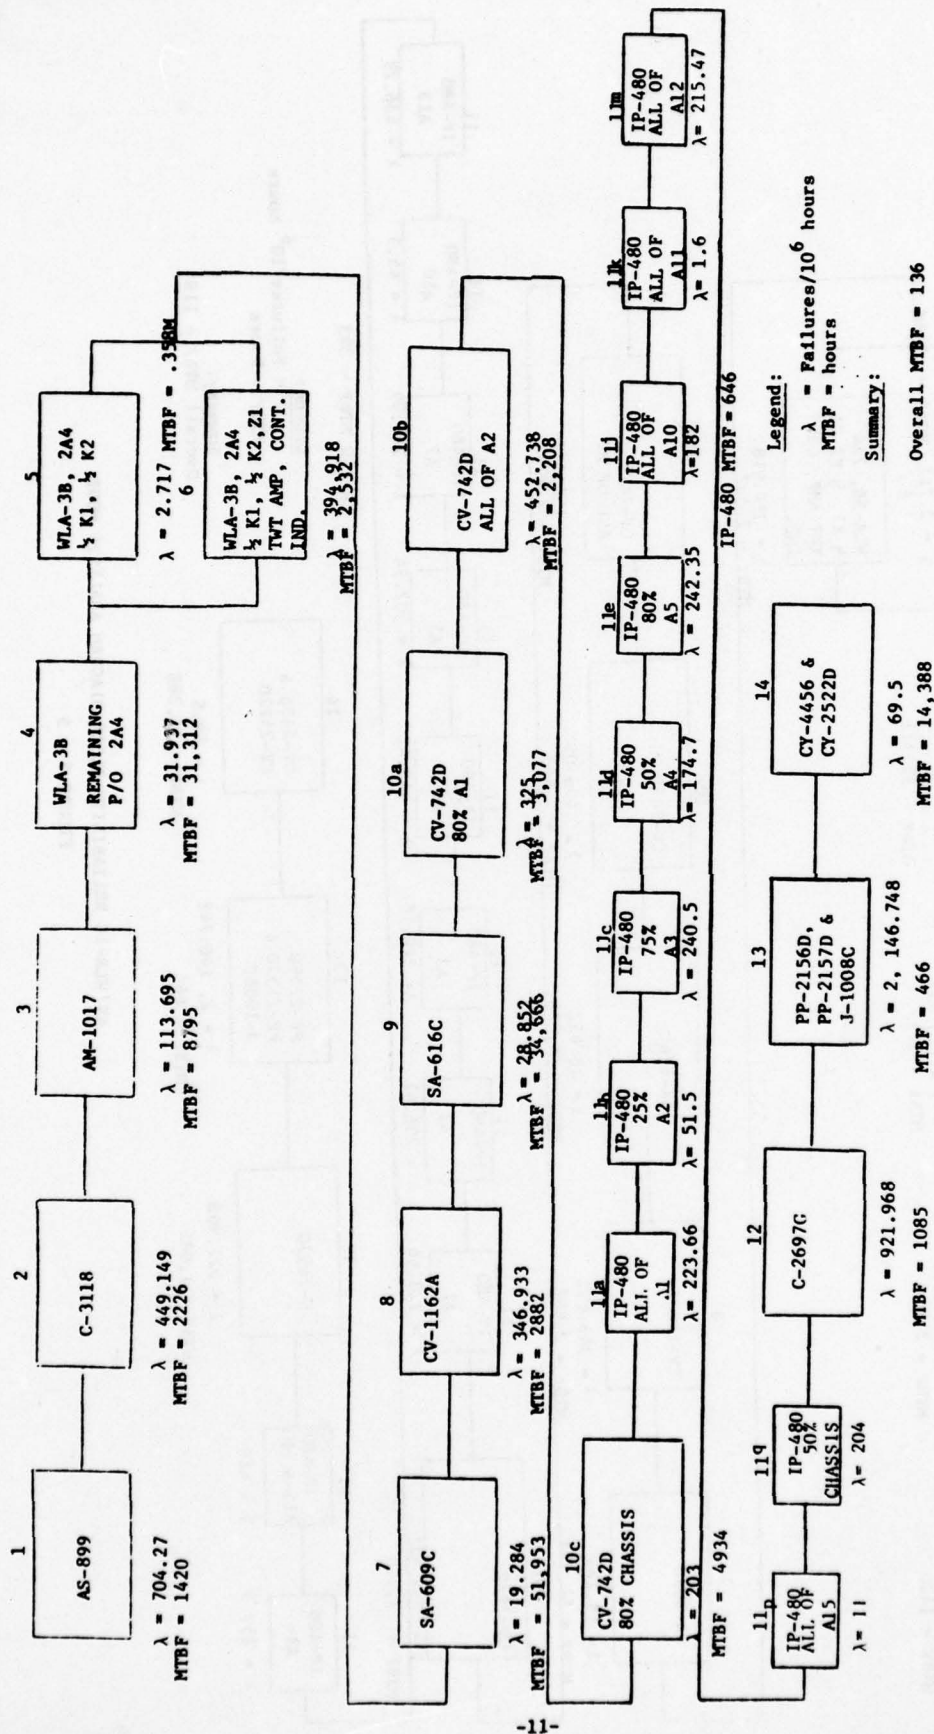 1
AS-899
λ = 704.27
MTBF = 1420
2
C-3118
λ = 449.149
MTBF = 2226
3
AM-1017
λ = 113.695
MTBF = 8795
4
WLA-3B
REMAINING
P/O 2A4
λ = 31.937
MTBF = 31,312
5
WLA-3B, 2A4
½ K1, ½ K2
λ = 2.717 MTBF = .358M
6
WLA-3B, 2A4
½ K1, ½ K2,Z1
TWT AMP, CONT.
IND.
λ = 394.918
MTBF = 2,532
7
SA-609C
λ = 19.284
MTBF = 51,953
8
CV-1162A
λ = 346.933
MTBF = 2882
9
SA-616C
λ = 28.852
MTBF = 34,666
10a
CV-742D
80% A1
λ = 325
MTBF = 3,077
10b
CV-742D
ALL OF A2
λ = 452.738
MTBF = 2,208
10c
CV-742D
80% CHASSIS
λ = 203
MTBF = 4934
11a
IP-480
ALL OF
A1
λ= 223.66
11b
IP-480
25%
A2
λ= 51.5
11c
IP-480
75%
A3
λ= 240.5
11d
IP-480
50%
A4
λ= 174.7
11e
IP-480
80%
A5
λ = 242.35
11j
IP-480
ALL OF
A10
λ=182
11k
IP-480
ALL OF
A11
λ= 1.6
11m
IP-480
ALL OF
A12
λ= 215.47
IP-480 MTBF=646
11p
IP-480
ALL OF
A15
λ= 11
11q
IP-480
50%
CHASSIS
λ= 204
12
C-2697G
λ = 921.968
MTBF = 1085
13
PP-2156D,
PP-2157D &
J-1008C
λ = 2, 146.748
MTBF = 466
14
CY-4456 &
CY-2522D
λ = 69.5
MTBF = 14,388
Legend:
λ = Failures/10⁶ hours
MTBF = hours
Summary:
Overall MTBF = 136
-11-